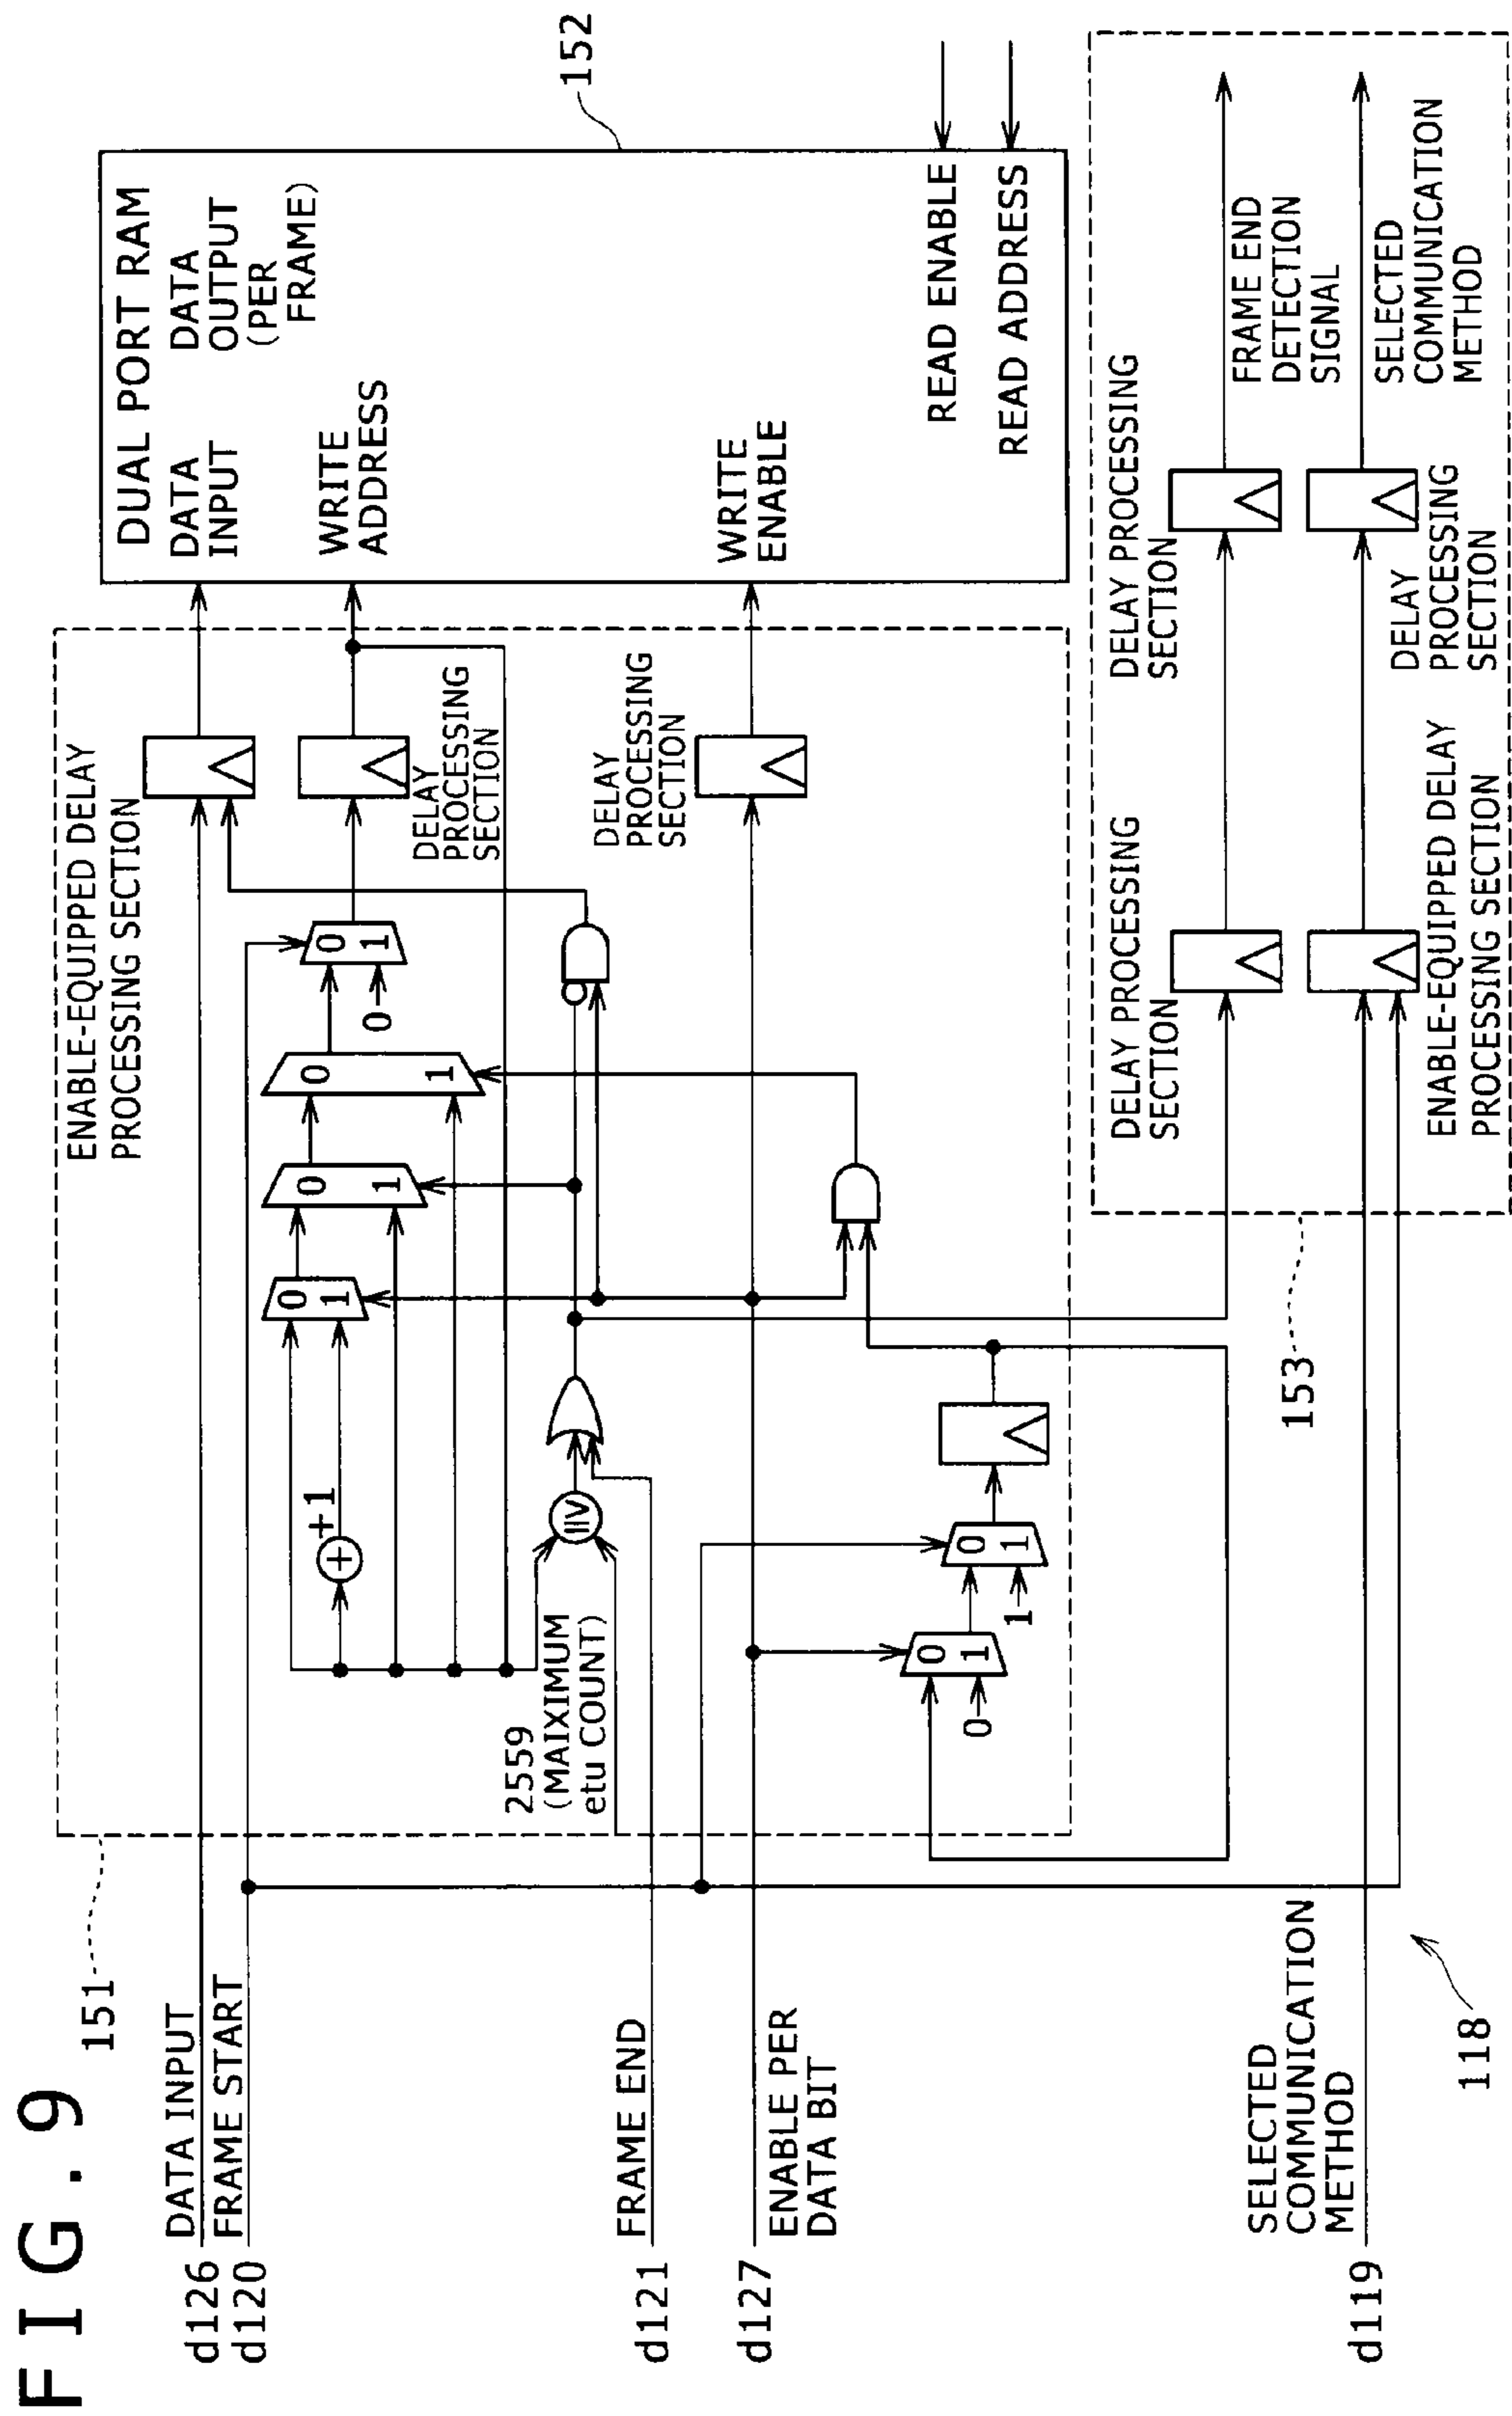 FIG. 9
151
152
ENABLE-EQUIPPED DELAY
PROCESSING SECTION
DUAL PORT RAM
DATA
INPUT
DATA
OUTPUT
(PER
FRAME)
d126
DATA INPUT
d120
FRAME START
0
1
0
1
0
1
0
1
0
+
+1
WRITE
ADDRESS
DELAY
PROCESSING
SECTION
2559
(MAIXIMUM
etu COUNT)
≧
d121
FRAME END
DELAY
PROCESSING
SECTION
WRITE
ENABLE
d127
ENABLE PER
DATA BIT
0
1
0
0
1
1
READ ENABLE
READ ADDRESS
DELAY PROCESSING
SECTION
DELAY PROCESSING
SECTION
FRAME END
DETECTION
SIGNAL
153
SELECTED
COMMUNICATION
METHOD
d119
SELECTED
COMMUNICATION
METHOD
DELAY
PROCESSING
SECTION
ENABLE-EQUIPPED DELAY
PROCESSING SECTION
118